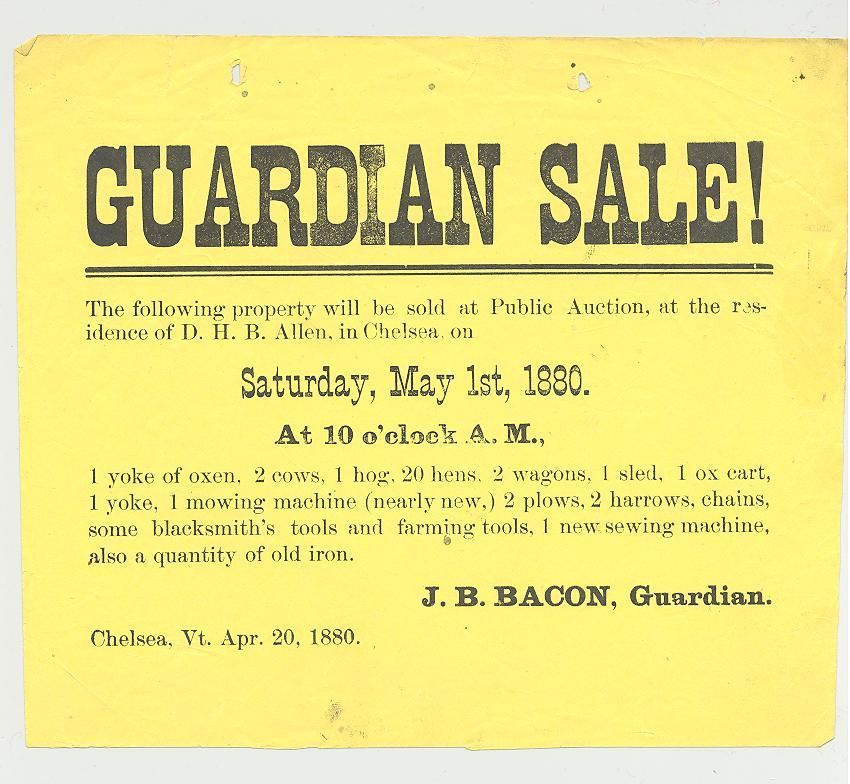 GUARDIAN SALE!
The following property will be sold at Public Auction, at the res-
idence of D. H. B. Allen, in Chelsea, on
Saturday, May 1st, 1880.
At 10 o'clock A. M.,
1 yoke of oxen, 2 cows, 1 hog, 20 hens, 2 wagons, 1 sled, 1 ox cart,
1 yoke, 1 mowing machine (nearly new,) 2 plows, 2 harrows, chains,
some blacksmith's tools and farming tools, 1 new sewing machine,
also a quantity of old iron.
J. B. BACON, Guardian.
Chelsea, Vt. Apr. 20, 1880.